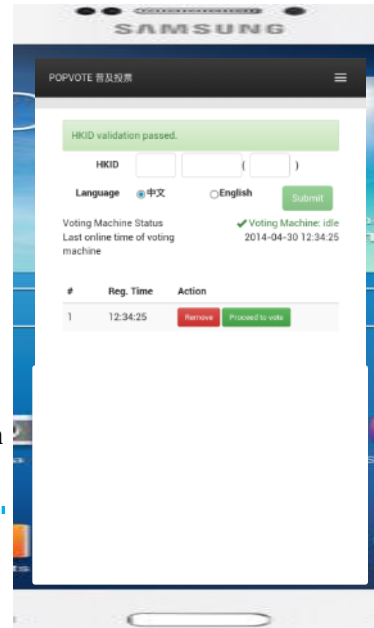 SAMSUNG
POPVOTE 普及投票
HKID validation passed.
HKID ( )
Language 中文 English Submit
Voting Machine Status ✔Voting Machine: idle
Last online time of voting machine 2014-04-30 12:34:25
# Reg. Time Action
1 12:34:25 Remove Proceed to vote